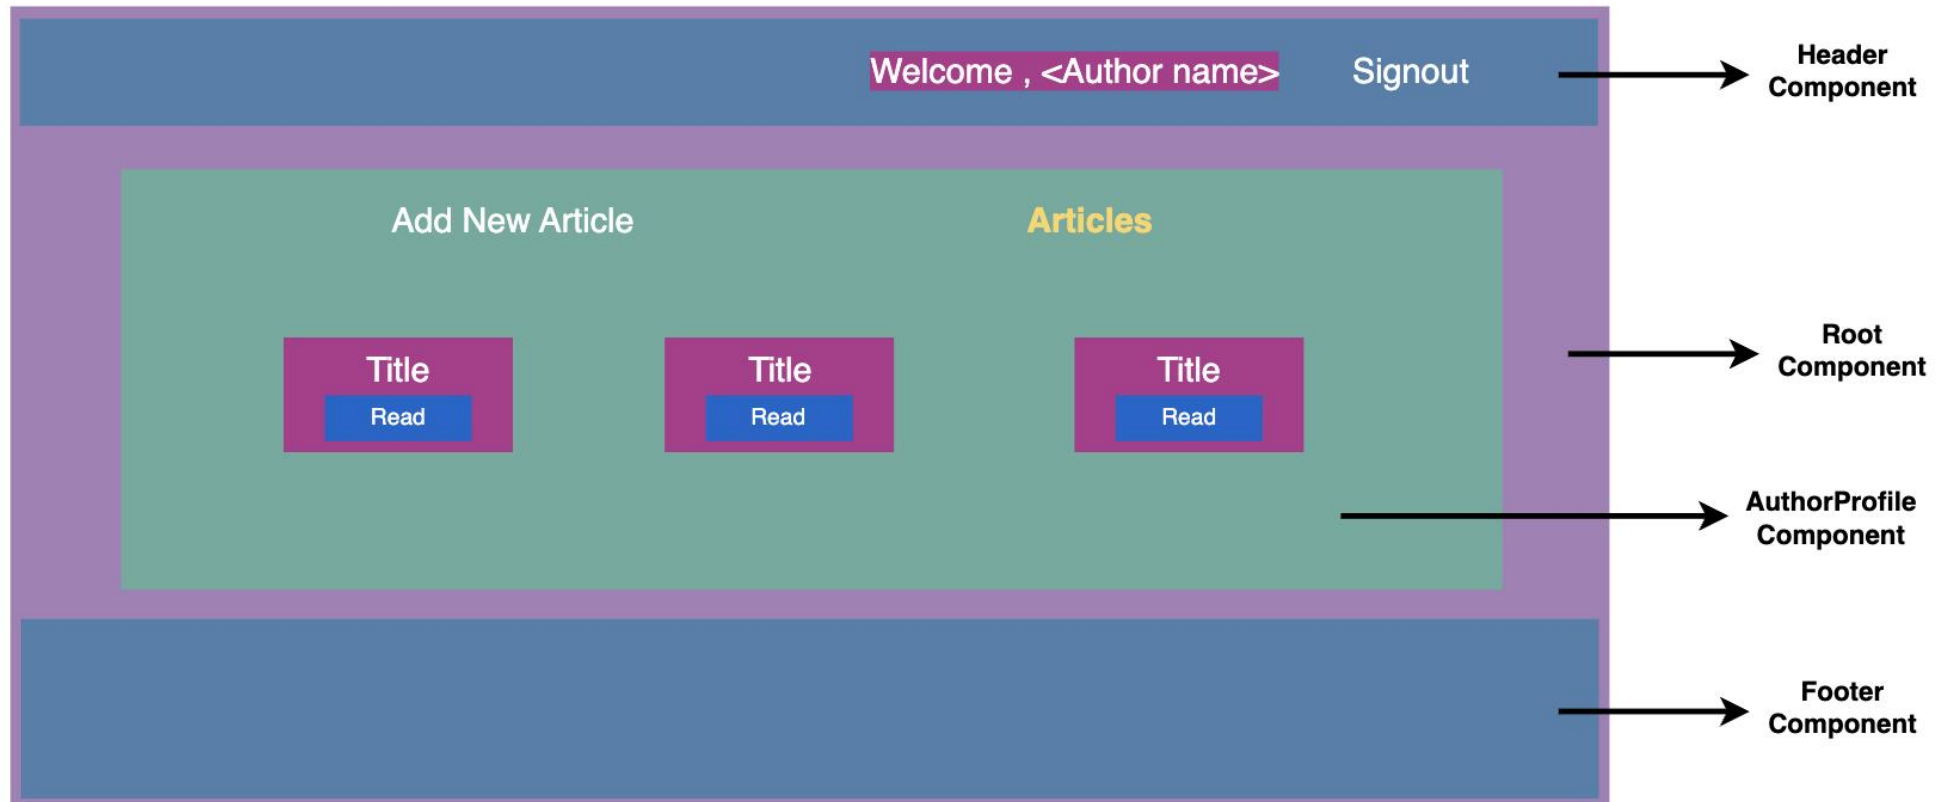 Welcome , <Author name>
Signout
Header
Component
Add New Article
Articles
Title
Read
Title
Read
Title
Read
Root
Component
AuthorProfile
Component
Footer
Component